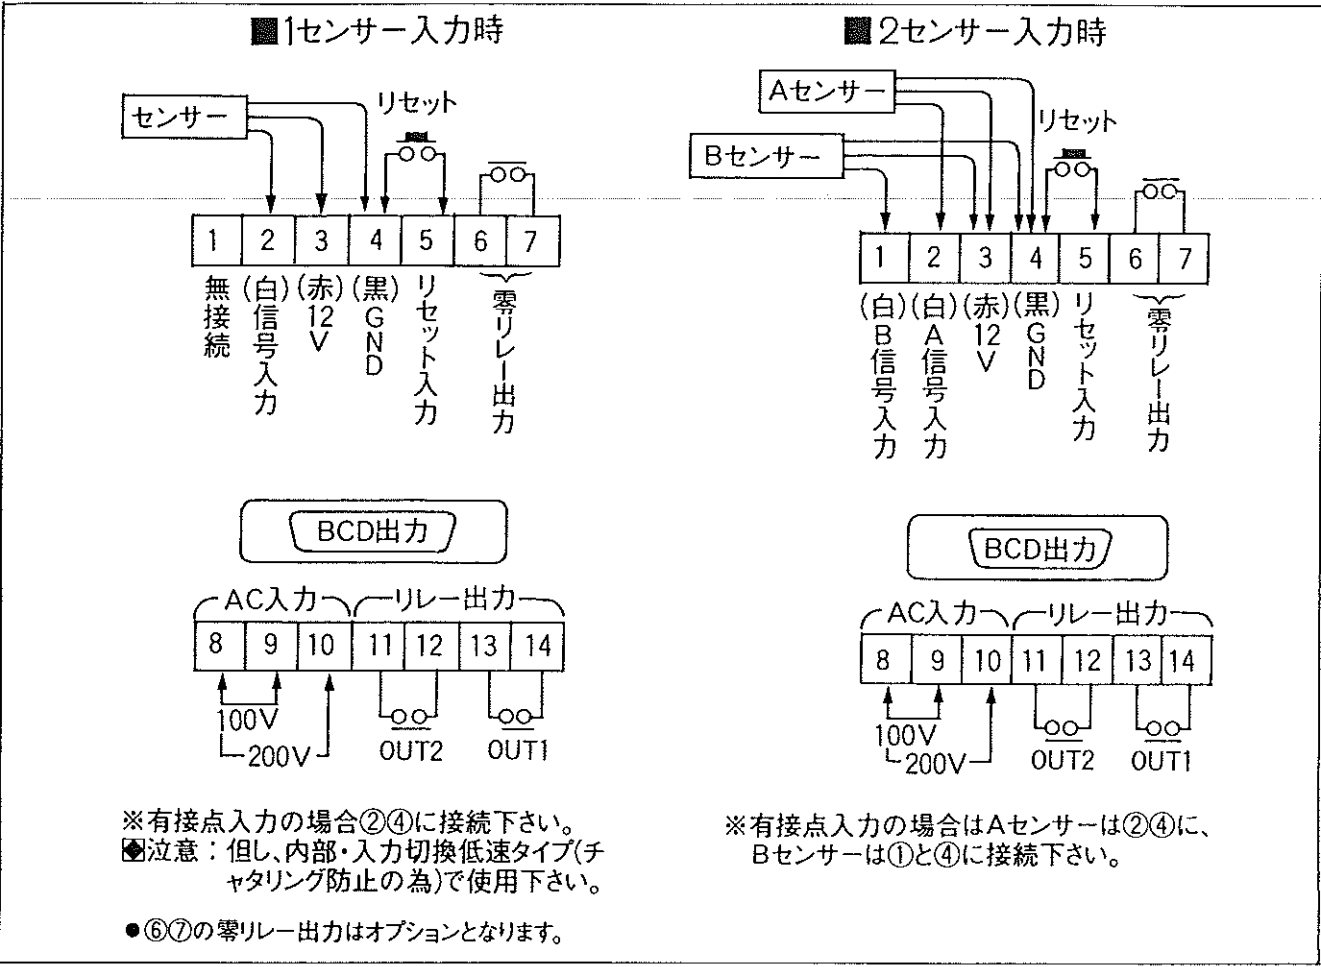 ■1センサー入力時
センサー
リセット
1 2 3 4 5 6 7
無接続
(白)信号入力
(赤)12V
(黒)GND
リセット入力
零リレー出力
BCD出力
AC入力 リレー出力
8 9 10 11 12 13 14
100V
200V
OUT2 OUT1
※有接点入力の場合②④に接続下さい。
◈泣意：但し、内部・入力切換低速タイプ(チ
ャタリング防止の為)で使用下さい。
●⑥⑦の零リレー出力はオプションとなります。
■2センサー入力時
Aセンサー
Bセンサー
リセット
1 2 3 4 5 6 7
(白)B信号入力
(白)A信号入力
(赤)12V
(黒)GND
リセット入力
零リレー出力
BCD出力
AC入力 リレー出力
8 9 10 11 12 13 14
100V
200V
OUT2 OUT1
※有接点入力の場合はAセンサーは②④に、
Bセンサーは①と④に接続下さい。